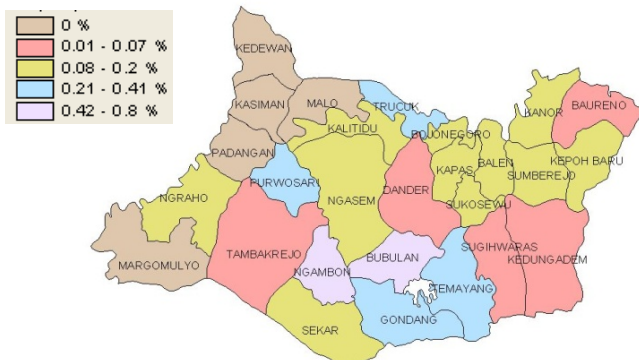 0 %
0.01 - 0.07 %
0.08 - 0.2 %
0.21 - 0.41 %
0.42 - 0.8 %
KEDEWAN
KASIMAN
MALO
TRUCUK
KANOR
BAURENO
KALITIDU
BOJONEGORO
PADANGAN
KAPAS
BALEN
KEPOH BARU
SUMBEREJO
PURWOSARI
DANDER
NGRAHO
NGASEM
SUKOSEWU
TAMBAKREJO
BUBULAN
SUGIHWARAS
KEDUNGADEM
MARGOMULYO
NGAMBON
TEMAYANG
GONDANG
SEKAR